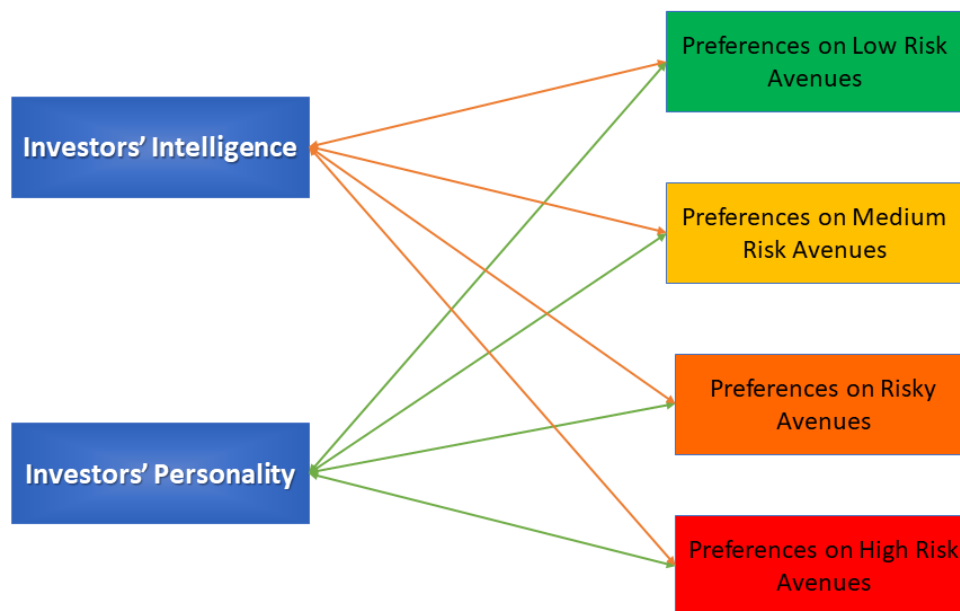 Preferences on Low Risk
Avenues
Investors’ Intelligence
Preferences on Medium
Risk Avenues
Preferences on Risky
Avenues
Investors’ Personality
Preferences on High Risk
Avenues